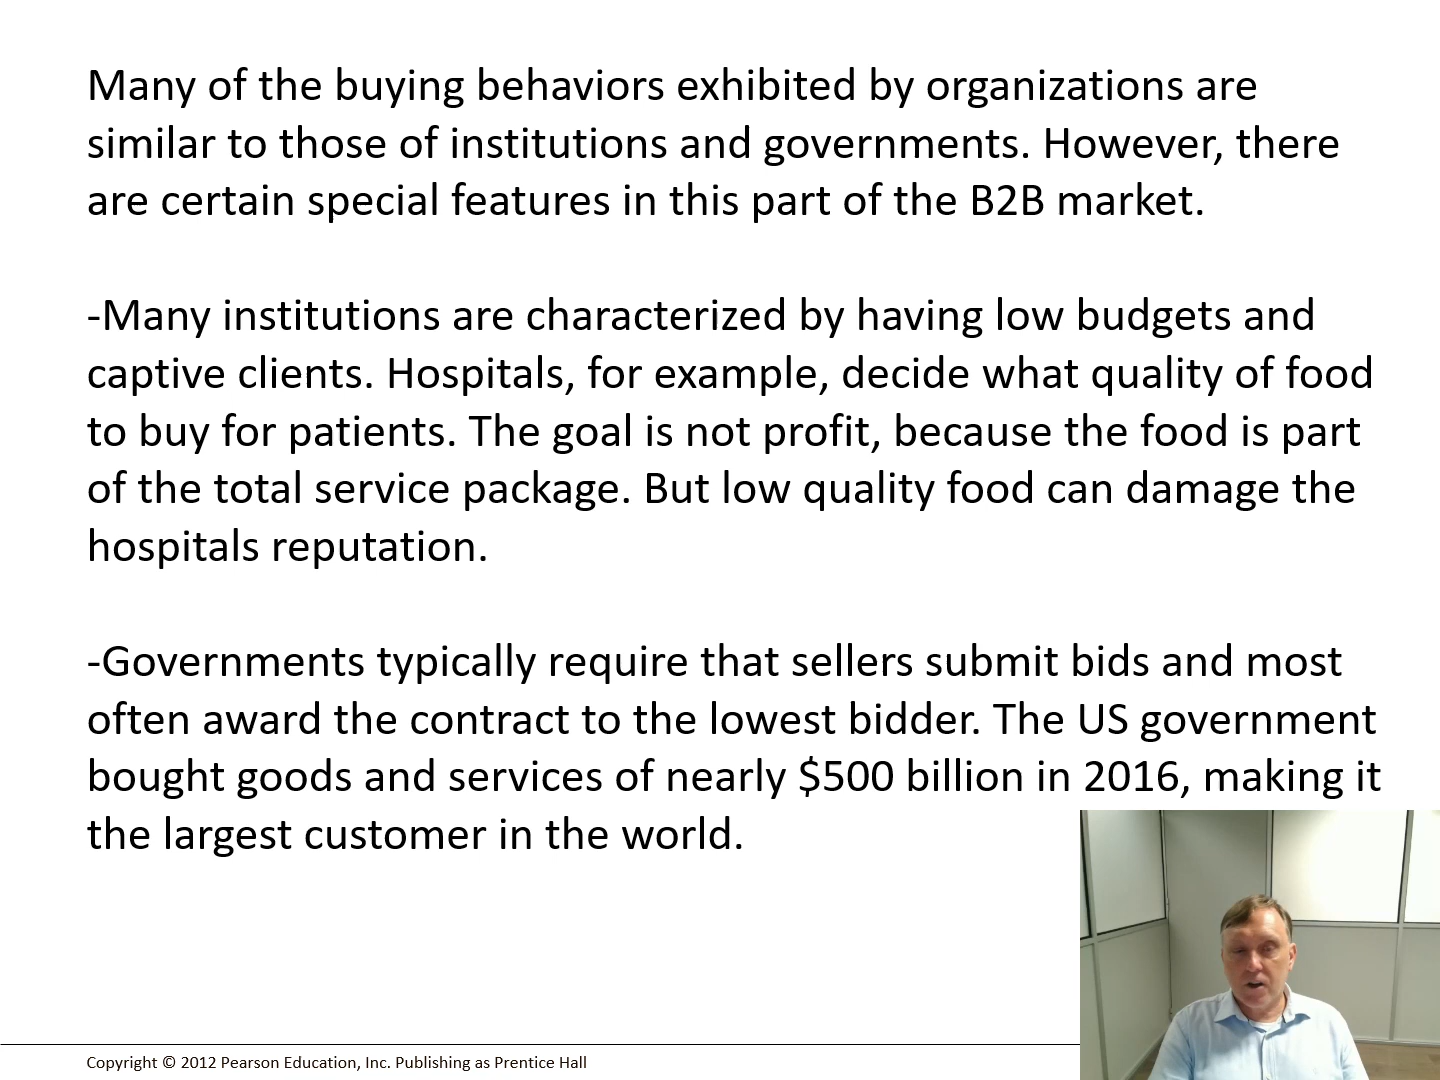 Many of the buying behaviors exhibited by organizations are
similar to those of institutions and governments. However, there
are certain special features in this part of the B2B market.
-Many institutions are characterized by having low budgets and
captive clients. Hospitals, for example, decide what quality of food
to buy for patients. The goal is not profit, because the food is part
of the total service package. But low quality food can damage the
hospitals reputation.
-Governments typically require that sellers submit bids and most
often award the contract to the lowest bidder. The US government
bought goods and services of nearly $500 billion in 2016, making it
the largest customer in the world.
Copyright © 2012 Pearson Education, Inc. Publishing as Prentice Hall